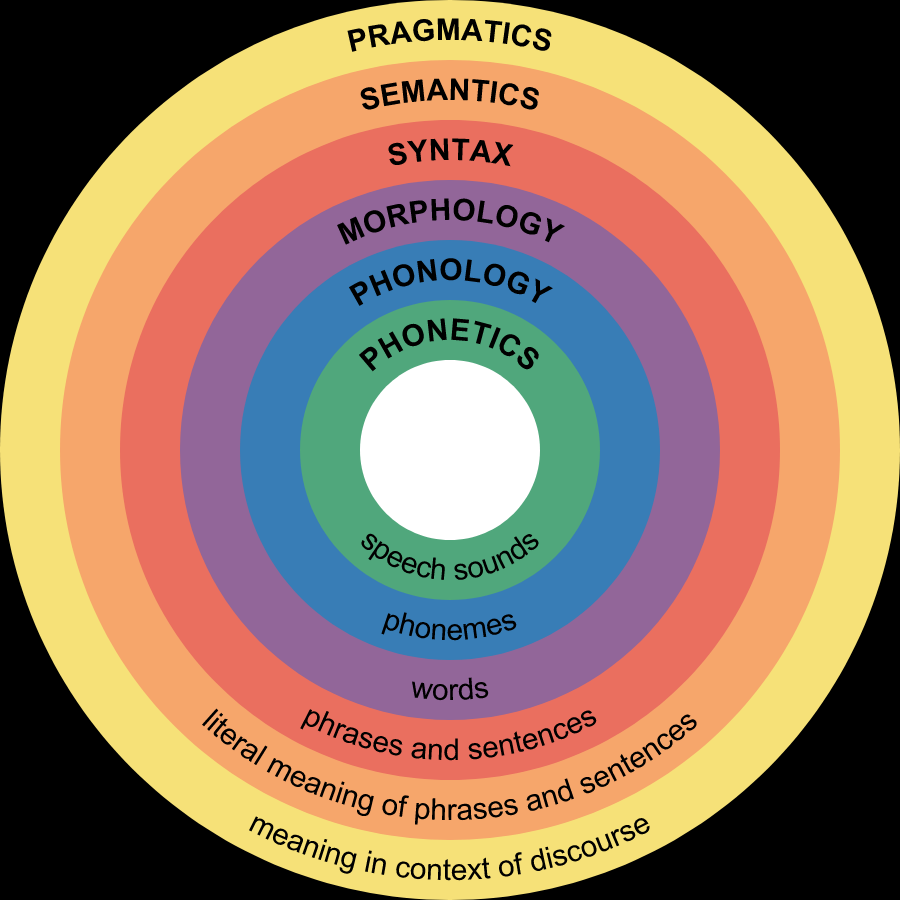 PRAGMATICS
SEMANTICS
SYNTAX
MORPHOLOGY
PHONOLOGY
PHONETICS
speech sounds
phonemes
words
phrases and sentences
literal meaning of phrases and sentences
meaning in context of discourse